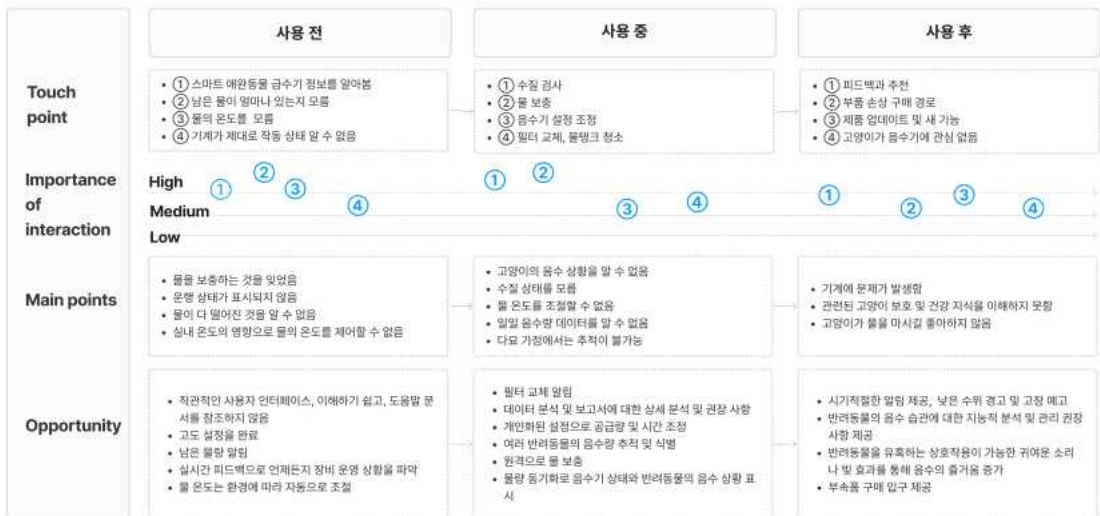 사용 전
사용 중
사용 후
Touch
point
• ① 스마트 애완동물 급수기 정보를 알아봄
• ② 남은 물이 얼마나 있는지 모름
• ③ 물의 온도를 모름
• ④ 기계가 제대로 작동 상태 알 수 없음
• ① 수질 검사
• ② 물 보충
• ③ 음수기 설정 조정
• ④ 필터 교체, 물탱크 청소
• ① 피드백과 추천
• ② 부품 손상 구매 경로
• ③ 제품 업데이트 및 새 기능
• ④ 고양이가 음수기에 관심 없음
Importance
of
interaction
High
Medium
Low
① ② ③ ④
① ② ③ ④
① ② ③ ④
Main points
• 물을 보충하는 것을 잊었음
• 운행 상태가 표시되지 않음
• 물이 다 떨어진 것을 알 수 없음
• 실내 온도의 영향으로 물의 온도를 제어할 수 없음
• 고양이의 음수 상황을 알 수 없음
• 수질 상태를 모름
• 물 온도를 조절할 수 없음
• 일일 음수량 데이터를 알 수 없음
• 다묘 가정에서는 추적이 불가능
• 기계에 문제가 발생함
• 관련된 고양이 보호 및 건강 지식을 이해하지 못함
• 고양이가 물을 마시길 좋아하지 않음
Opportunity
• 직관적인 사용자 인터페이스, 이해하기 쉽고, 도움말 문
서를 참조하지 않음
• 고도 설정을 완료
• 남은 물량 알림
• 실시간 피드백으로 언제든지 장비 운영 상황을 파악
• 물 온도는 환경에 따라 자동으로 조절
• 필터 교체 알림
• 데이터 분석 및 보고서에 대한 상세 분석 및 권장 사항
• 개인화된 설정으로 공급량 및 시간 조정
• 여러 반려동물의 음수량 추적 및 식별
• 원격으로 물 보충
• 물량 동기화로 음수기 상태와 반려동물의 음수 상황 표
시
• 시기적절한 알림 제공, 낮은 수위 경고 및 고장 예고
• 반려동물의 음수 습관에 대한 지능적 분석 및 관리 권장
사항 제공
• 반려동물을 유혹하는 상호작용이 가능한 귀여운 소리
나 빛 효과를 통해 음수의 즐거움 증가
• 부속품 구매 입구 제공